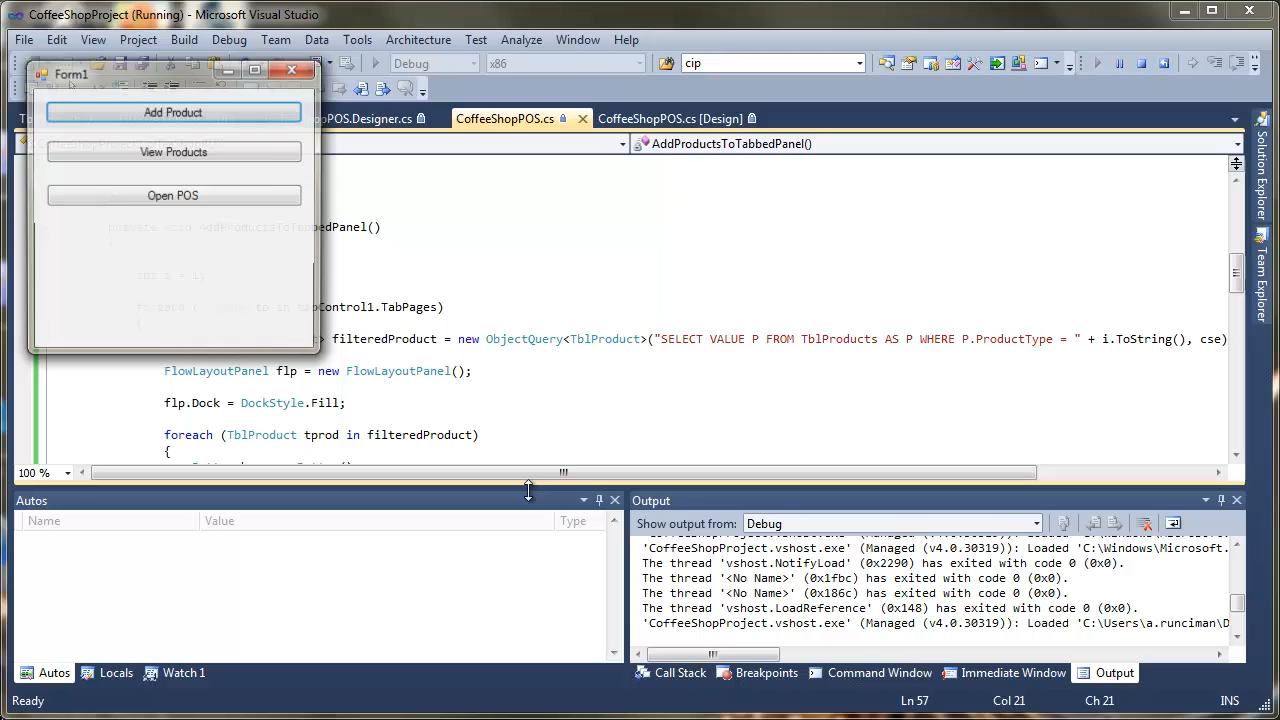 CoffeeShopProject (Running) - Microsoft Visual Studio
File Edit View Project Build Debug Team Data Tools Architecture Test Analyze Window Help
Debug x86 cip
Form1
Add Product
View Products
Open POS
POS.Designer.cs CoffeeShopPOS.cs CoffeeShopPOS.cs [Design]
AddProductsToTabbedPanel()
private void AddProductsToTabbedPanel()
int i = 1;
foreach ( tp in tabControl1.TabPages)
{
> filteredProduct = new ObjectQuery<TblProduct>("SELECT VALUE P FROM TblProducts AS P WHERE P.ProductType = " + i.ToString(), cse)
FlowLayoutPanel flp = new FlowLayoutPanel();
flp.Dock = DockStyle.Fill;
foreach (TblProduct tprod in filteredProduct)
{
100 %
Autos
Name Value Type
Output
Show output from: Debug
'CoffeeShopProject.vshost.exe' (Managed (v4.0.30319)): Loaded 'C:\Windows\Microsoft.
The thread 'vshost.NotifyLoad' (0x2290) has exited with code 0 (0x0).
The thread '<No Name>' (0x1fbc) has exited with code 0 (0x0).
The thread '<No Name>' (0x186c) has exited with code 0 (0x0).
The thread 'vshost.LoadReference' (0x148) has exited with code 0 (0x0).
'CoffeeShopProject.vshost.exe' (Managed (v4.0.30319)): Loaded 'C:\Users\a.runciman\D
Autos Locals Watch 1
Call Stack Breakpoints Command Window Immediate Window Output
Ready Ln 57 Col 21 Ch 21 INS
Solution Explorer
Team Explorer